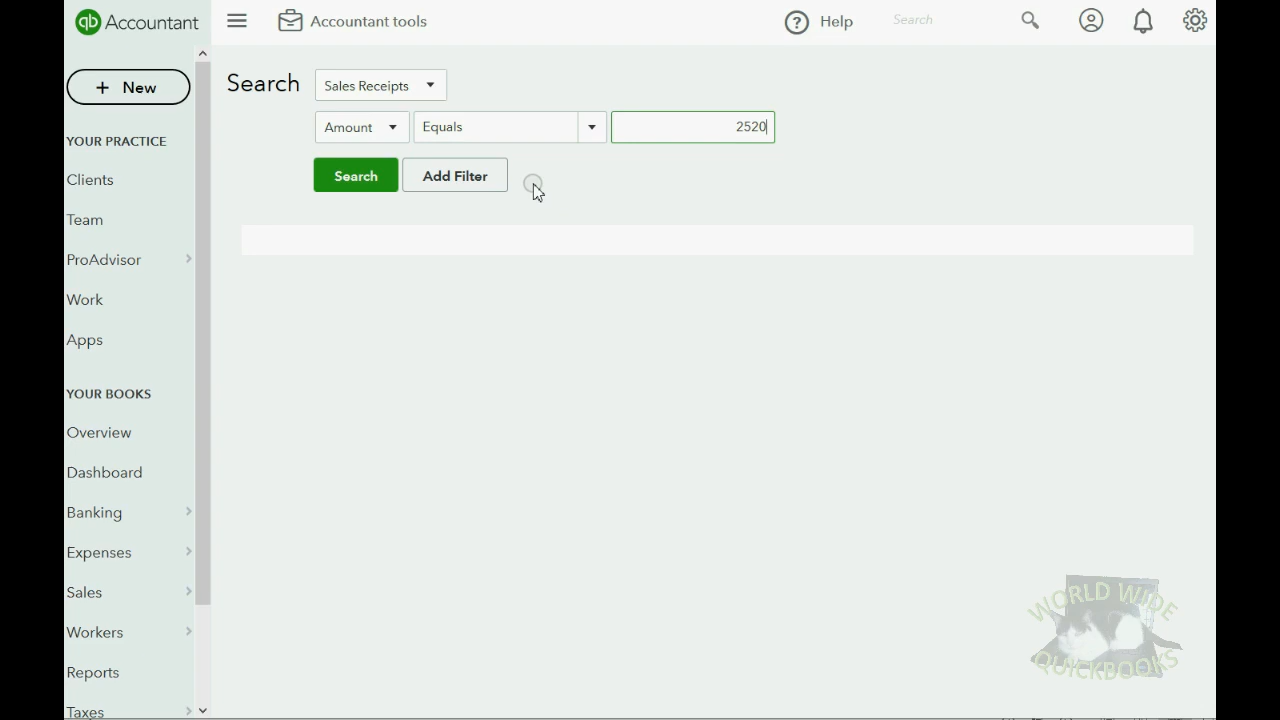 qb Accountant
Accountant tools
? Help
Search
+ New
Search
Sales Receipts
Amount
Equals
2520
Search
Add Filter
YOUR PRACTICE
Clients
Team
ProAdvisor
Work
Apps
YOUR BOOKS
Overview
Dashboard
Banking
Expenses
Sales
Workers
Reports
Taxes
WORLD WIDE
QUICKBOOKS